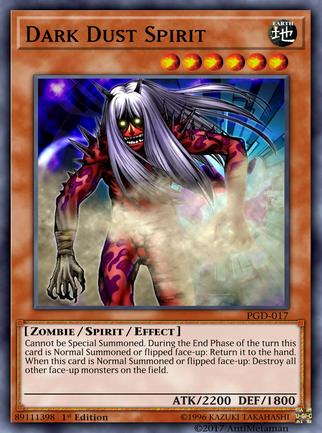 DARK DUST SPIRIT
EARTH
地
PGD-017
[ZOMBIE / SPIRIT / EFFECT]
Cannot be Special Summoned. During the End Phase of the turn this
card is Normal Summoned or flipped face-up: Return it to the hand.
When this card is Normal Summoned or flipped face-up: Destroy all
other face-up monsters on the field.
ATK/2200 DEF/1800
89111398 1st Edition ©1996 KAZUKI TAKAHASHI
©2017 AntiMetaman